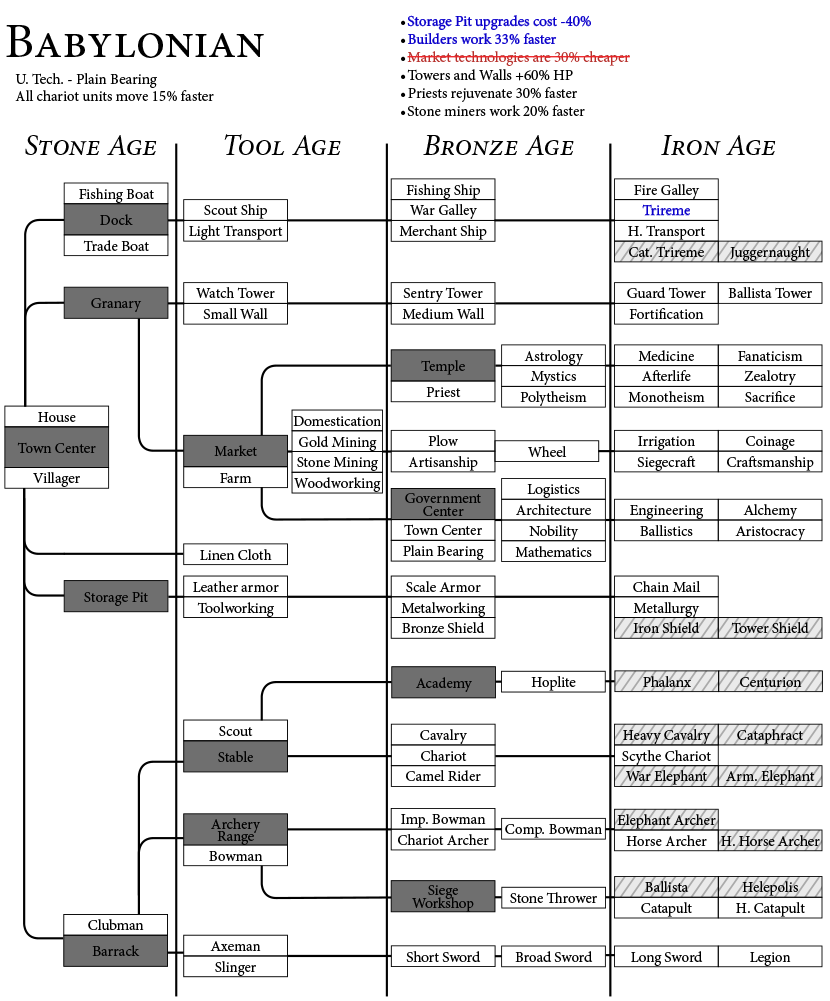 BABYLONIAN
U. Tech. - Plain Bearing
All chariot units move 15% faster
•Storage Pit upgrades cost -40%
•Builders work 33% faster
•Market technologies are 30% cheaper
•Towers and Walls +60% HP
•Priests rejuvenate 30% faster
•Stone miners work 20% faster
STONE AGE
TOOL AGE
BRONZE AGE
IRON AGE
Fishing Boat
Dock
Trade Boat
Scout Ship
Light Transport
Fishing Ship
War Galley
Merchant Ship
Fire Galley
Trireme
H. Transport
Cat. Trireme
Juggernaught
Granary
Watch Tower
Small Wall
Sentry Tower
Medium Wall
Guard Tower
Ballista Tower
Fortification
Temple
Priest
Astrology
Mystics
Polytheism
Medicine
Fanaticism
Afterlife
Zealotry
Monotheism
Sacrifice
House
Town Center
Villager
Market
Farm
Domestication
Gold Mining
Stone Mining
Woodworking
Plow
Artisanship
Wheel
Irrigation
Coinage
Siegecraft
Craftsmanship
Government
Center
Town Center
Plain Bearing
Logistics
Architecture
Nobility
Mathematics
Engineering
Alchemy
Ballistics
Aristocracy
Linen Cloth
Storage Pit
Leather armor
Toolworking
Scale Armor
Metalworking
Bronze Shield
Chain Mail
Metallurgy
Iron Shield
Tower Shield
Academy
Hoplite
Phalanx
Centurion
Scout
Stable
Cavalry
Chariot
Camel Rider
Heavy Cavalry
Cataphract
Scythe Chariot
War Elephant
Arm. Elephant
Archery
Range
Bowman
Imp. Bowman
Chariot Archer
Comp. Bowman
Elephant Archer
Horse Archer
H. Horse Archer
Siege
Workshop
Stone Thrower
Ballista
Helepolis
Catapult
H. Catapult
Clubman
Barrack
Axeman
Slinger
Short Sword
Broad Sword
Long Sword
Legion